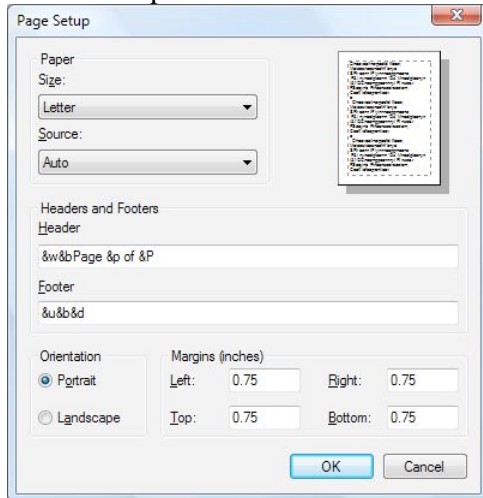 Page Setup
Paper
Size:
Letter
Source:
Auto
Headers and Footers
Header
&w&bPage &p of &P
Footer
&u&b&d
Orientation
Portrait
Landscape
Margins (inches)
Left: 0.75 Right: 0.75
Top: 0.75 Bottom: 0.75
OK Cancel